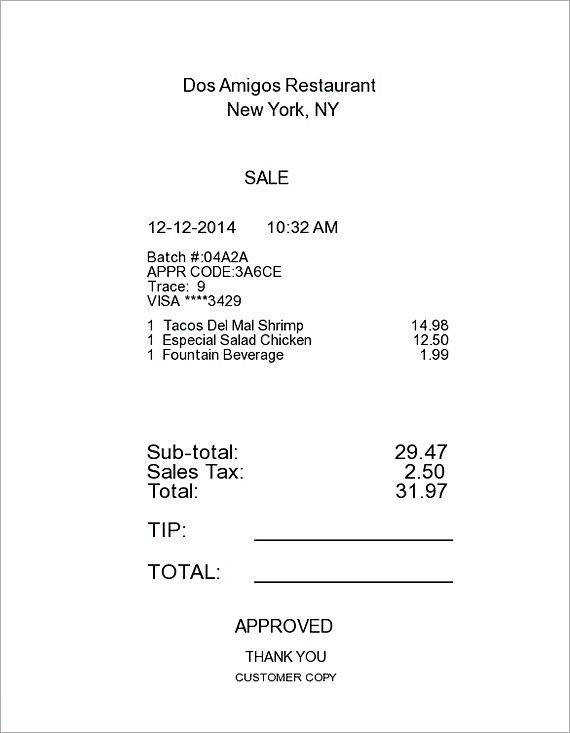 Dos Amigos Restaurant
New York, NY
SALE
12-12-2014 10:32 AM
Batch #:04A2A
APPR CODE:3A6CE
Trace: 9
VISA ****3429
1 Tacos Del Mal Shrimp 14.98
1 Especial Salad Chicken 12.50
1 Fountain Beverage 1.99
Sub-total: 29.47
Sales Tax: 2.50
Total: 31.97
TIP:
TOTAL:
APPROVED
THANK YOU
CUSTOMER COPY